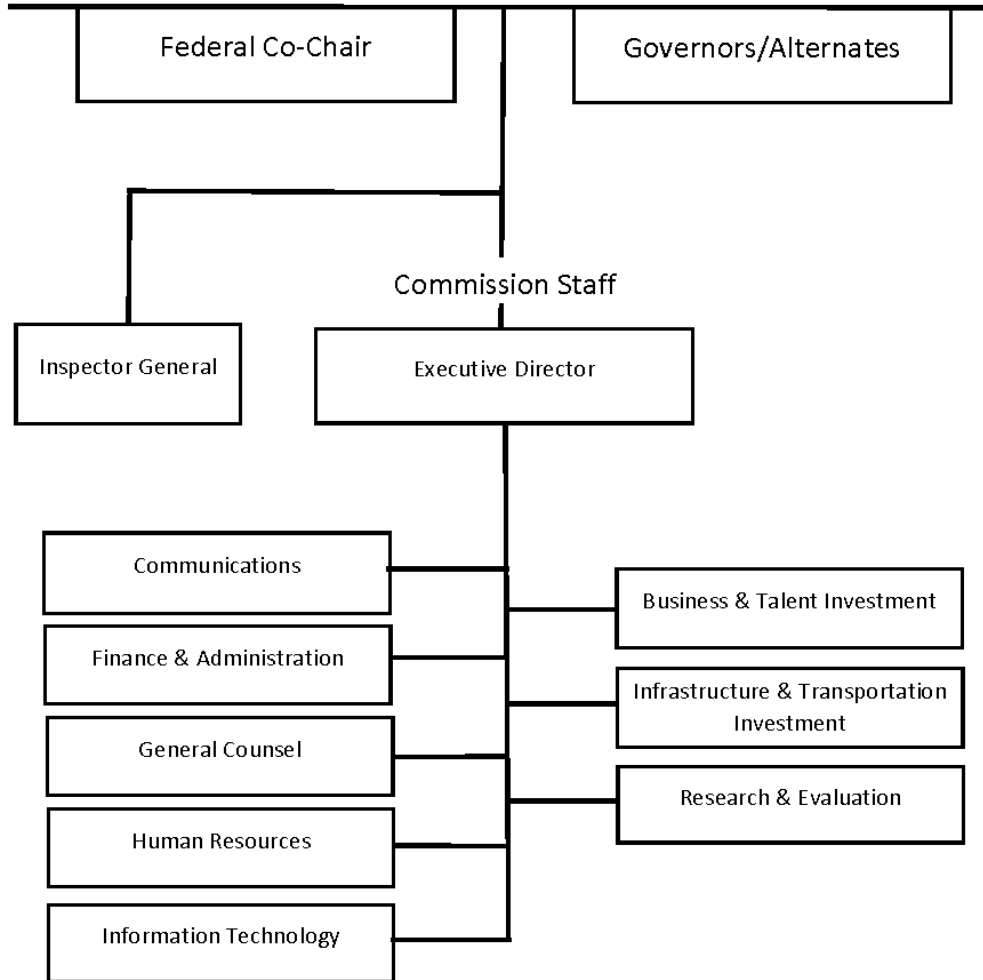 Federal Co-Chair
Governors/Alternates
Commission Staff
Inspector General
Executive Director
Communications
Business & Talent Investment
Finance & Administration
Infrastructure & Transportation
Investment
General Counsel
Research & Evaluation
Human Resources
Information Technology